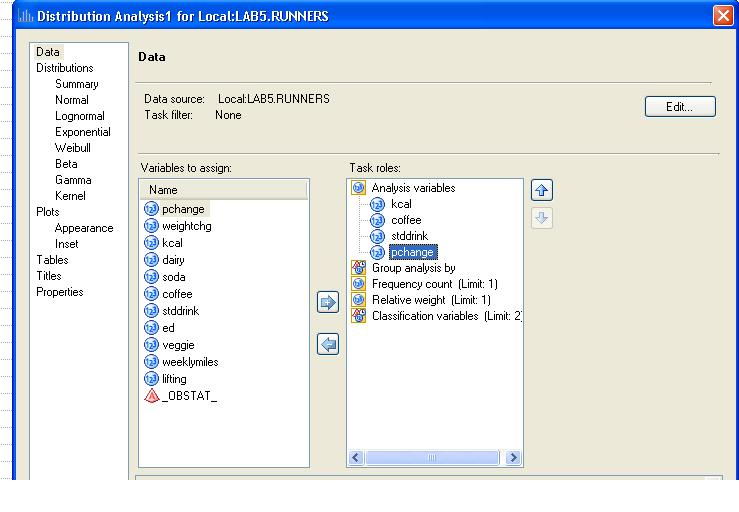 Distribution Analysis1 for Local:LAB5.RUNNERS
Data
Distributions
Summary
Normal
Lognormal
Exponential
Weibull
Beta
Gamma
Kernel
Plots
Appearance
Inset
Tables
Titles
Properties
Data
Data source: Local:LAB5.RUNNERS
Task filter: None
Edit...
Variables to assign:
Name
pchange
weightchg
kcal
dairy
soda
coffee
stddrink
ed
veggie
weeklymiles
lifting
_OBSTAT_
Task roles:
Analysis variables
kcal
coffee
stddrink
pchange
Group analysis by
Frequency count (Limit: 1)
Relative weight (Limit: 1)
Classification variables (Limit: 2